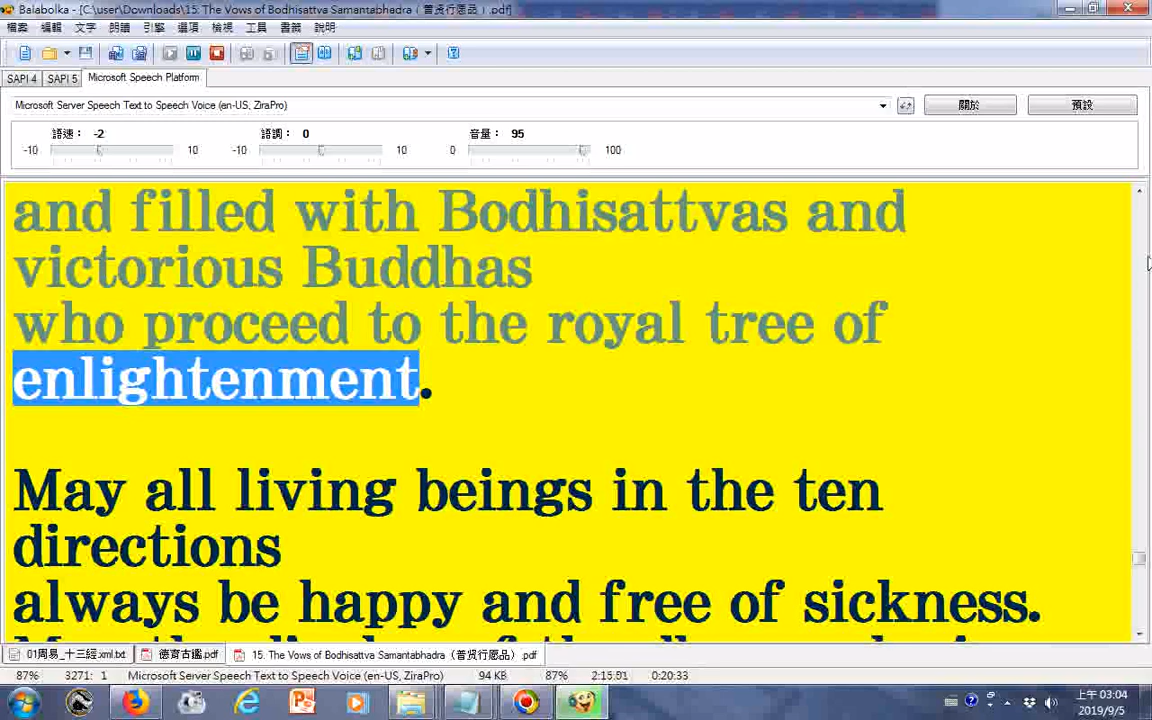 Balabolka - [C:\user\Downloads\15. The Vows of Bodhisattva Samantabhadra（普贤行愿品）.pdf]
檔案 編輯 文字 朗讀 引擎 選項 檢視 工具 書籤 說明
SAPI 4 SAPI 5 Microsoft Speech Platform
Microsoft Server Speech Text to Speech Voice (en-US, ZiraPro) 關於 預設
語速： -2 語調： 0 音量： 95
-10 10 -10 10 0 100
and filled with Bodhisattvas and
victorious Buddhas
who proceed to the royal tree of
enlightenment.
May all living beings in the ten
directions
always be happy and free of sickness.
01周易_十三經.xml.txt 德育古鑑.pdf 15. The Vows of Bodhisattva Samantabhadra（普贤行愿品）.pdf
87% 3271: 1 Microsoft Server Speech Text to Speech Voice (en-US, ZiraPro) 94 KB 87% 2:15:51 0:20:33
上午 03:04
2019/9/5